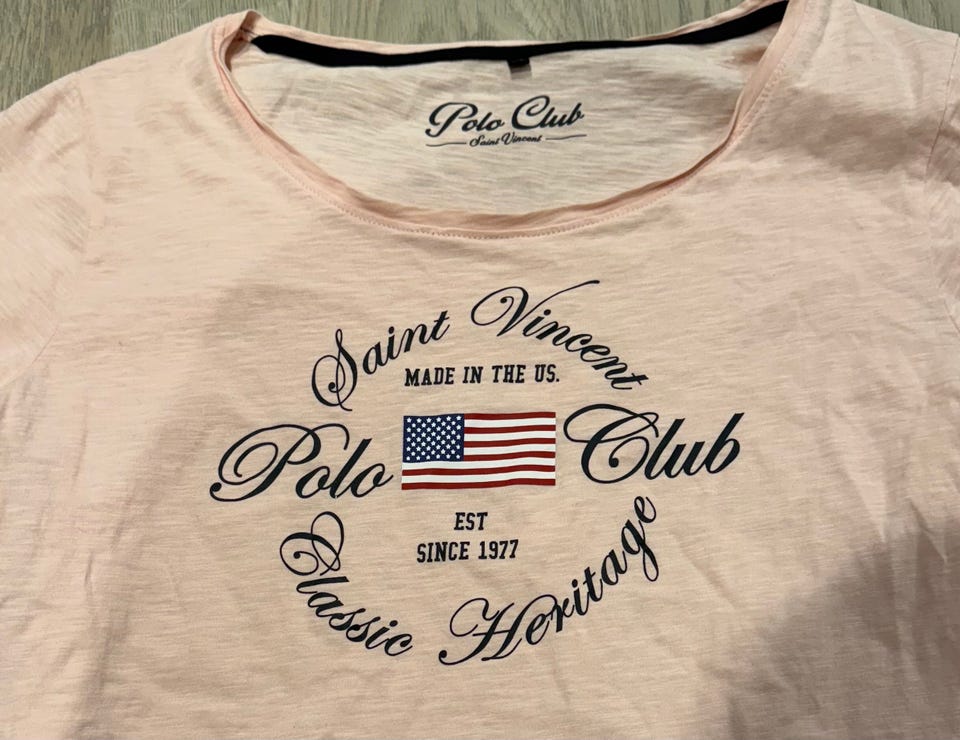 Polo Club
Saint Vincent
Saint Vincent
MADE IN THE US.
Polo Club
EST
SINCE 1977
Classic Heritage